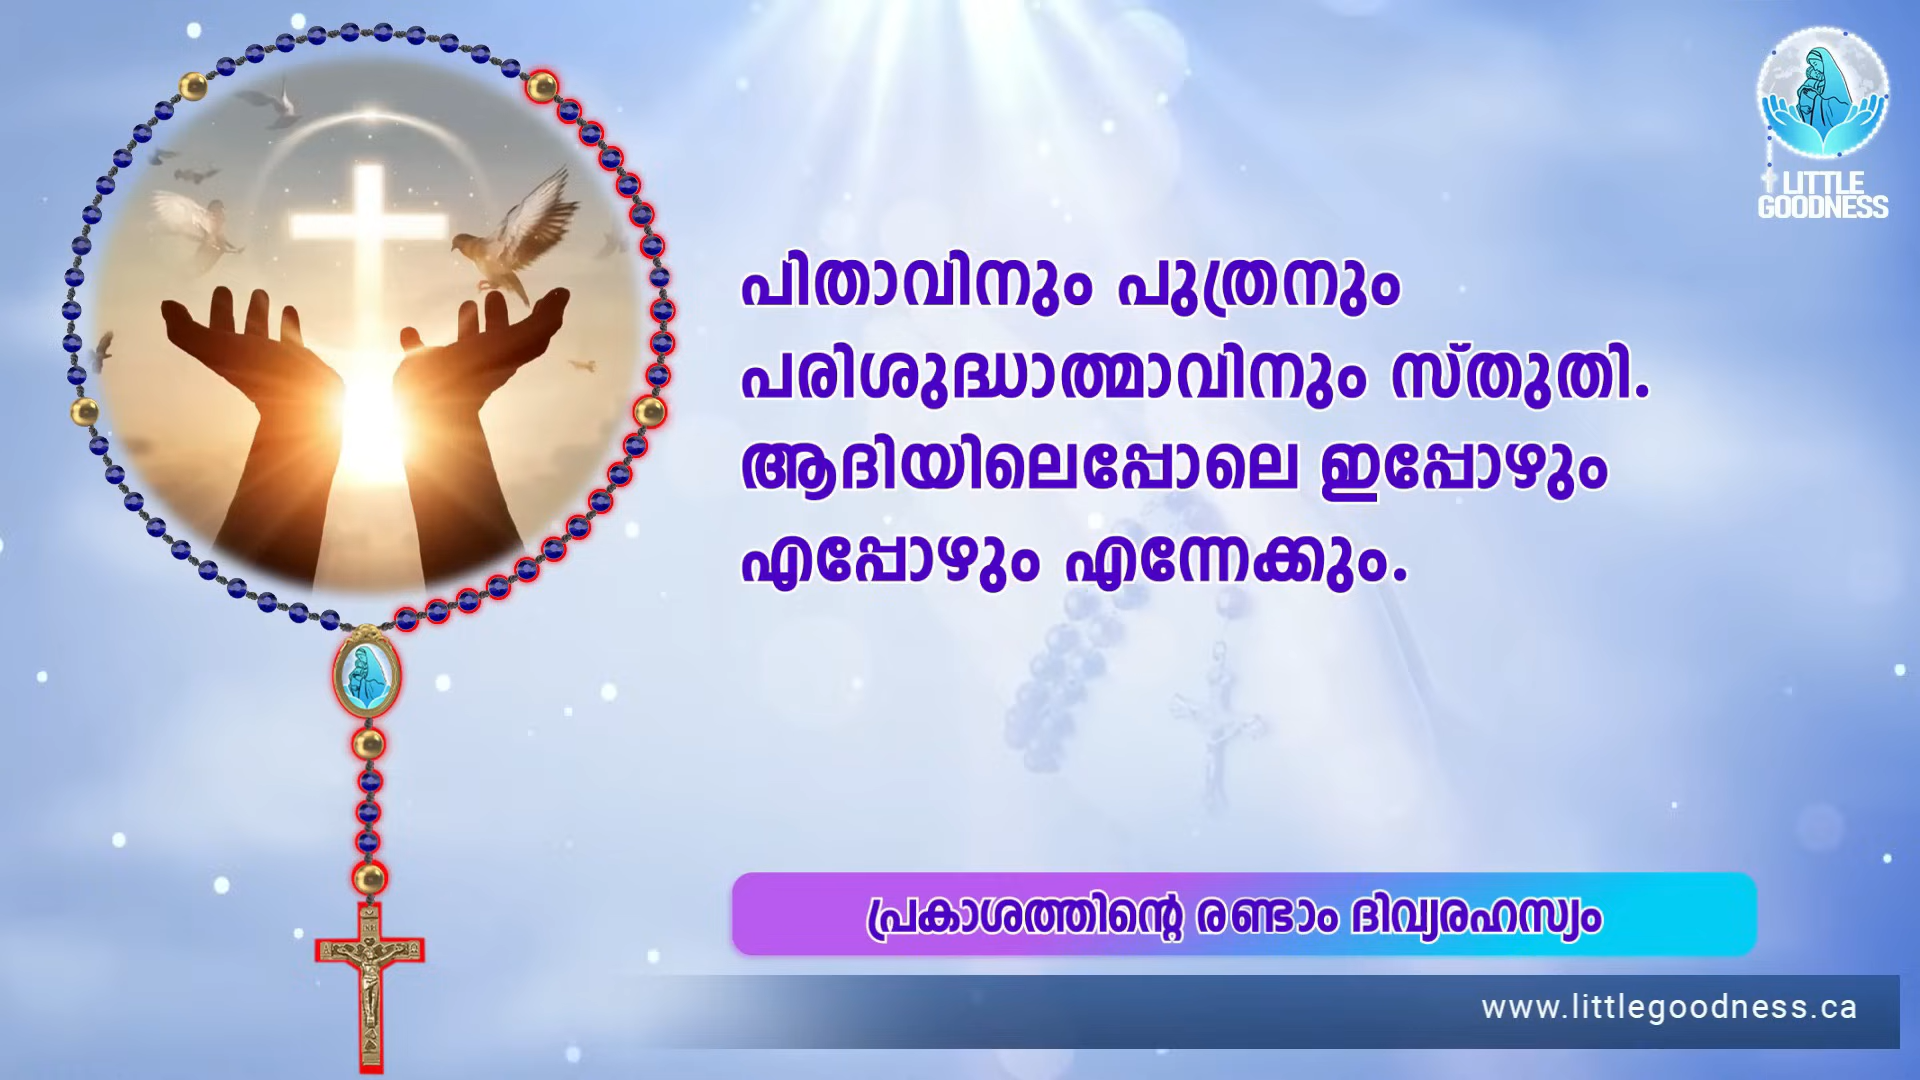 LITTLE
GOODNESS
പിതാവിനും പുത്രനും
പരിശുദ്ധാത്മാവിനും സ്തുതി.
ആദിയിലെപ്പോലെ ഇപ്പോഴും
എപ്പോഴും എന്നേക്കും.
പ്രകാശത്തിന്റെ രണ്ടാം ദിവ്യരഹസ്യം
www.littlegoodness.ca